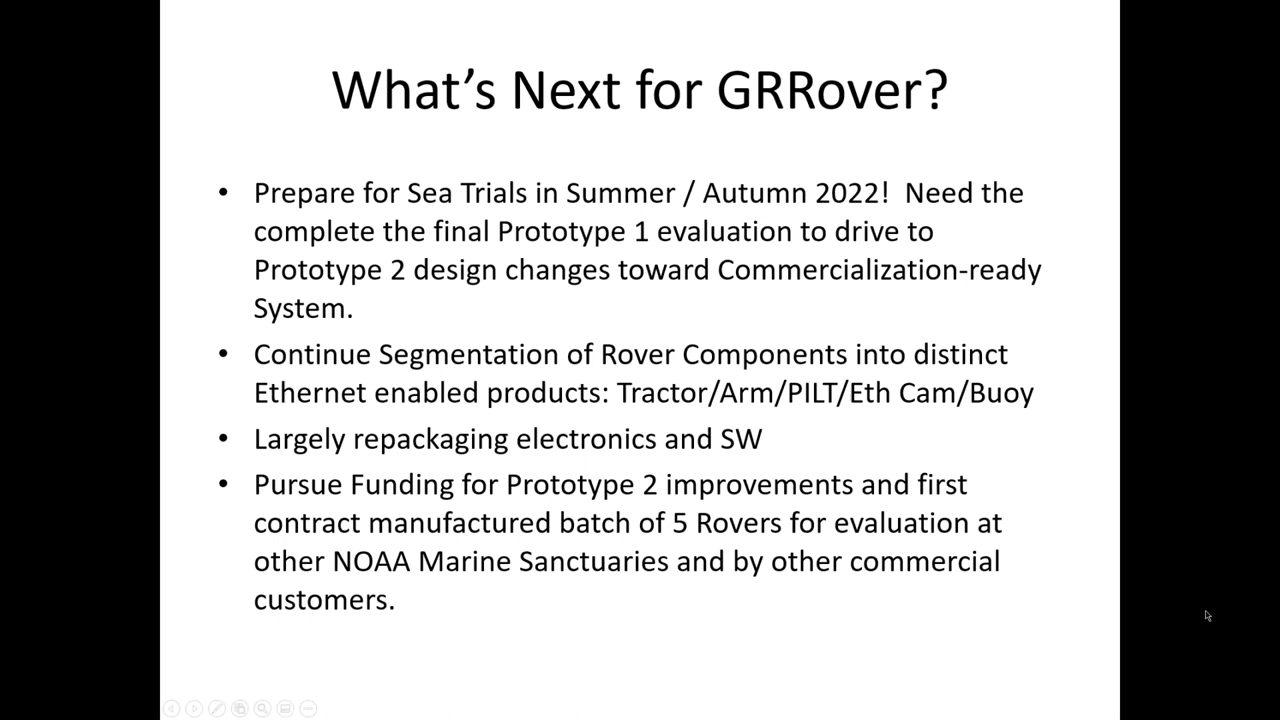 What’s Next for GRRover?
• Prepare for Sea Trials in Summer / Autumn 2022!  Need the
complete the final Prototype 1 evaluation to drive to
Prototype 2 design changes toward Commercialization-ready
System.
• Continue Segmentation of Rover Components into distinct
Ethernet enabled products: Tractor/Arm/PILT/Eth Cam/Buoy
• Largely repackaging electronics and SW
• Pursue Funding for Prototype 2 improvements and first
contract manufactured batch of 5 Rovers for evaluation at
other NOAA Marine Sanctuaries and by other commercial
customers.